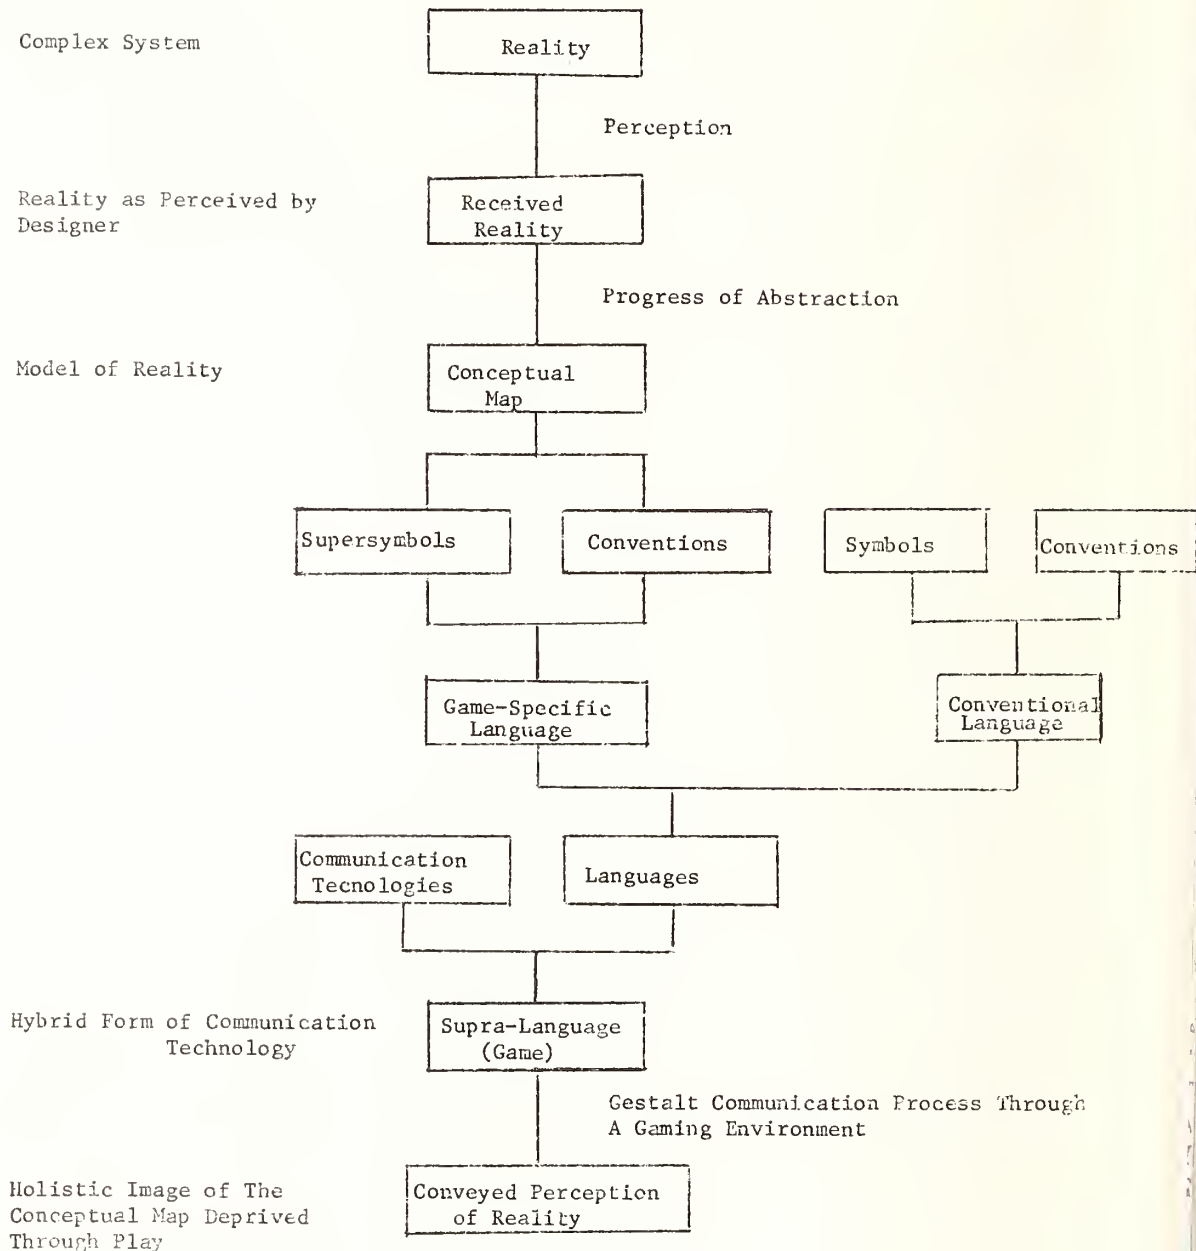 Complex System
Reality
Perception
Reality as Perceived by
Designer
Received
Reality
Progress of Abstraction
Model of Reality
Conceptual
Map
Supersymbols
Conventions
Symbols
Conventions
Game-Specific
Language
Conventional
Language
Communication
Tecnologies
Languages
Hybrid Form of Communication
Technology
Supra-Language
(Game)
Gestalt Communication Process Through
A Gaming Environment
Holistic Image of The
Conceptual Map Deprived
Through Play
Conveyed Perception
of Reality